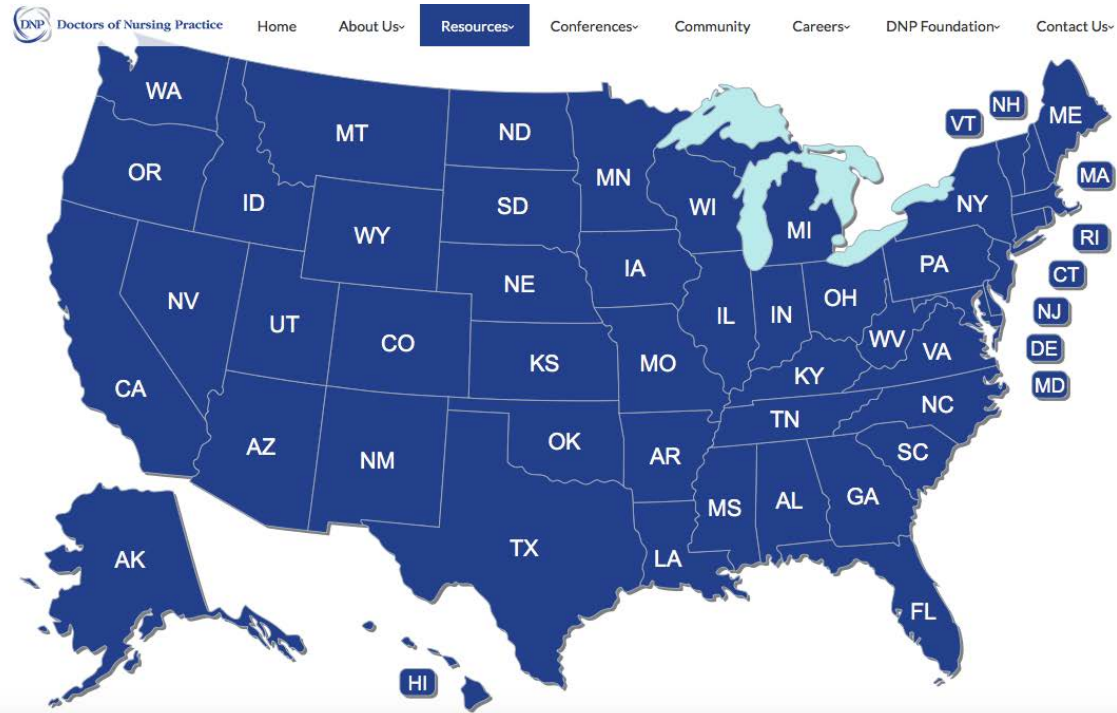 DNP Doctors of Nursing Practice Home About Us Resources Conferences Community Careers DNP Foundation Contact Us
WA
MT
ND
MN
VT
NH
ME
OR
ID
SD
WI
MI
NY
MA
WY
RI
IA
PA
CT
NV
NE
IL
IN
OH
NJ
UT
CO
WV
VA
DE
CA
KS
MO
KY
MD
NC
TN
AZ
NM
OK
AR
SC
MS
AL
GA
TX
LA
AK
FL
HI